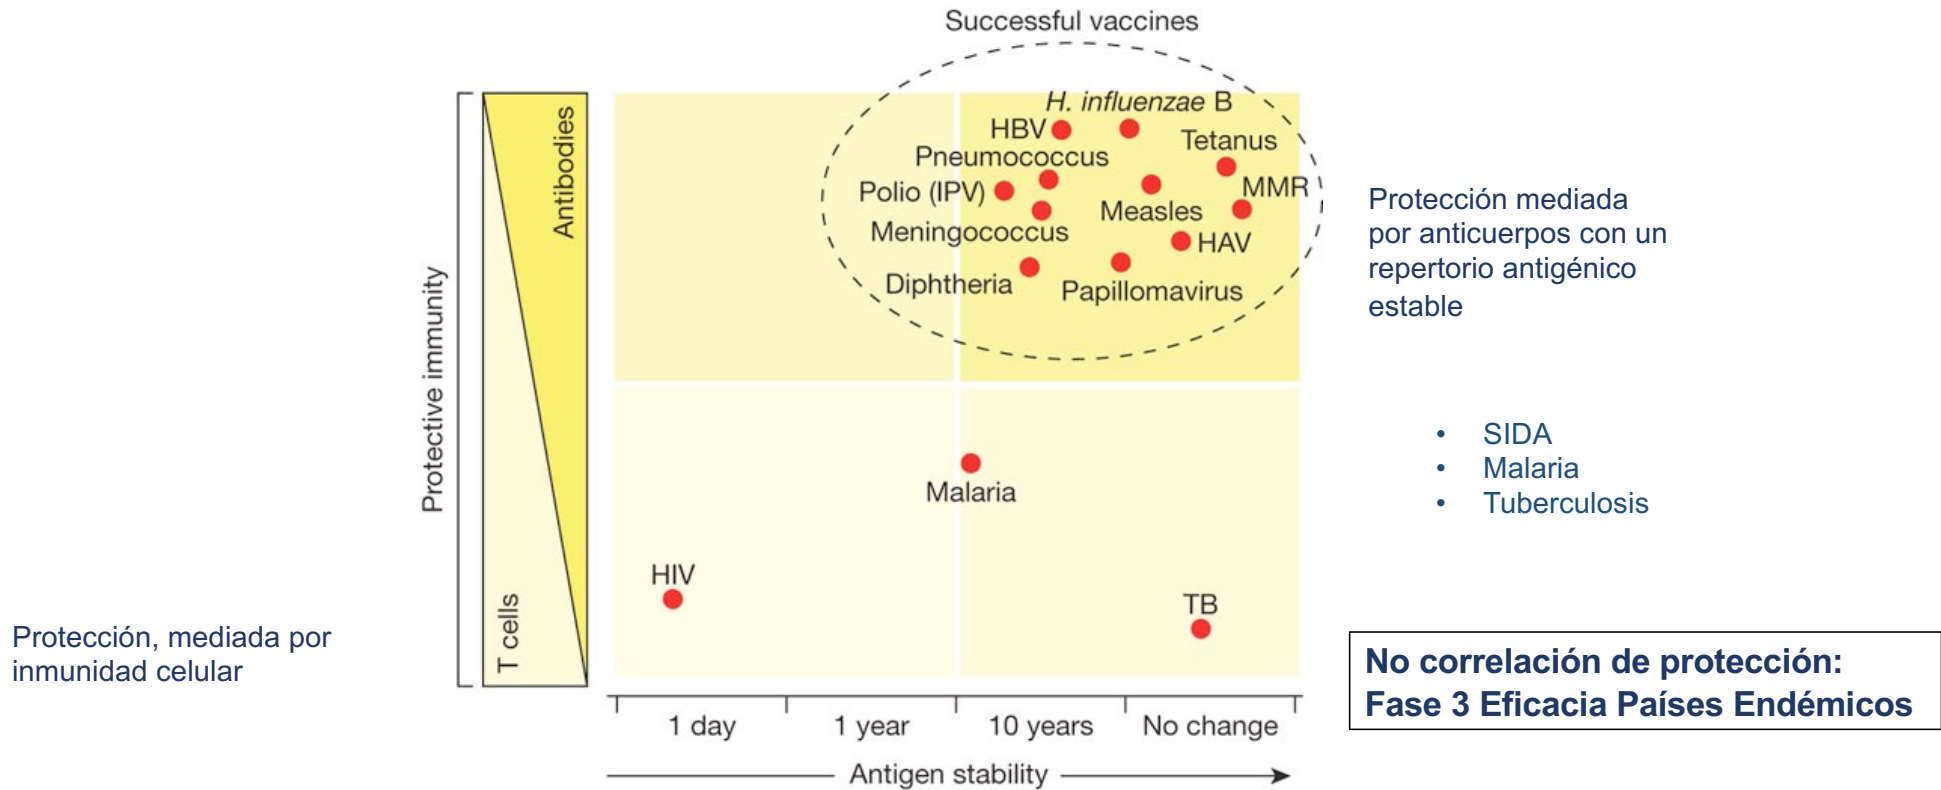 Successful vaccines
H. influenzae B
HBV
Tetanus
Pneumococcus
Polio (IPV)
MMR
Measles
Meningococcus
HAV
Diphtheria
Papillomavirus
Antibodies
T cells
Protective immunity
Malaria
HIV
TB
1 day
1 year
10 years
No change
Antigen stability
Protección mediada
por anticuerpos con un
repertorio antigénico
estable
• SIDA
• Malaria
• Tuberculosis
Protección, mediada por
inmunidad celular
No correlación de protección:
Fase 3 Eficacia Países Endémicos